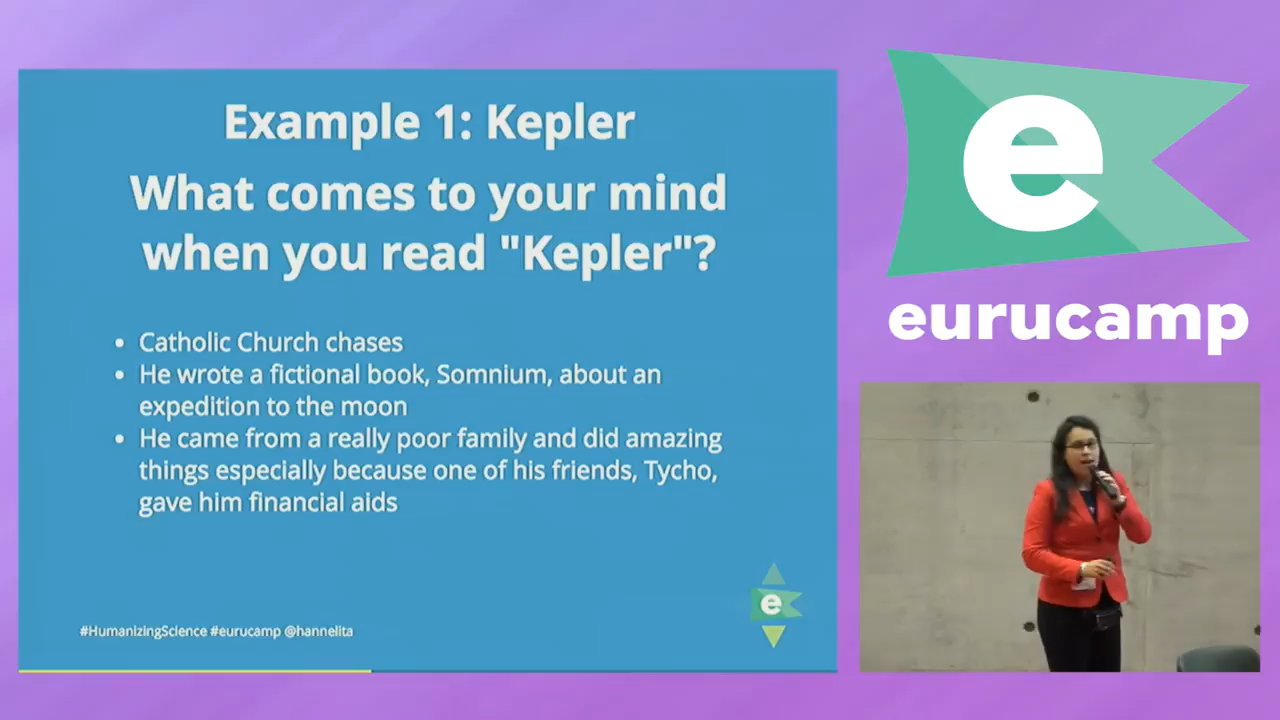 Example 1: Kepler
What comes to your mind
when you read "Kepler"?
• Catholic Church chases
• He wrote a fictional book, Somnium, about an
expedition to the moon
• He came from a really poor family and did amazing
things especially because one of his friends, Tycho,
gave him financial aids
e
#HumanizingScience #eurucamp @hannelita
e
eurucamp